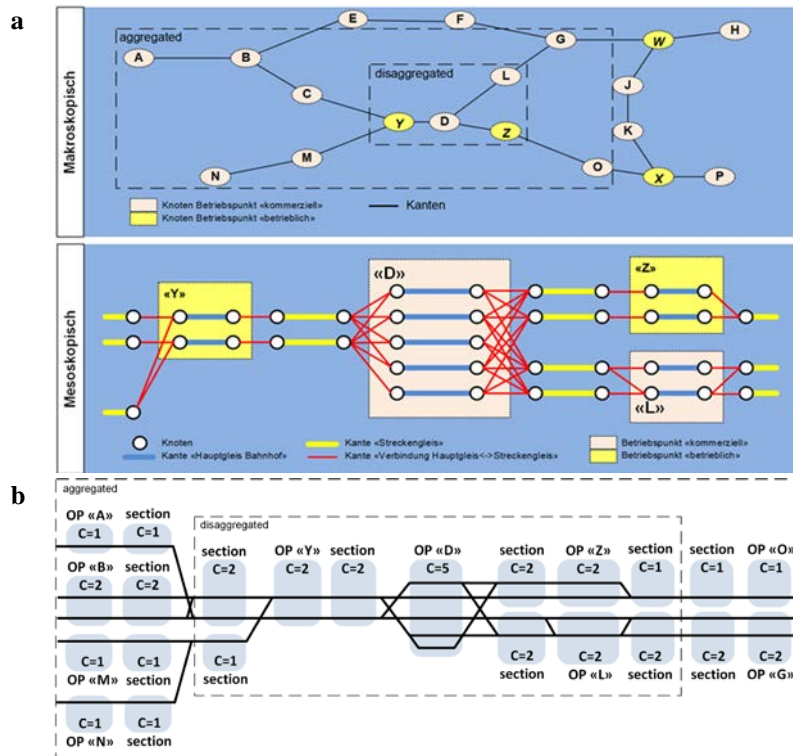 a
Makroskopisch
aggregated
E
F
A
B
G
W
H
disaggregated
L
J
C
Y
D
Z
K
M
N
O
X
P
Knoten Betriebspunkt «kommerziell»
Kanten
Knoten Betriebspunkt «betrieblich»
Mesoskopisch
«Y»
«D»
«Z»
«L»
Knoten
Kante «Streckengleis»
Betriebspunkt «kommerziell»
Kante «Hauptgleis Bahnhof»
Kante «Verbindung Hauptgleis<->Streckengleis»
Betriebspunkt «betrieblich»
b
aggregated
OP «A» section
C=1 C=1
disaggregated
section OP «Y» section OP «D» section OP «Z» section section OP «O»
OP «B» section
C=2 C=2 C=2 C=5 C=2 C=2 C=1 C=1 C=1
C=2 C=2
C=1 C=1 C=1 C=2 C=2 C=2 C=2 C=2
OP «M» section section section OP «L» section section OP «G»
C=1 C=1
OP «N» section